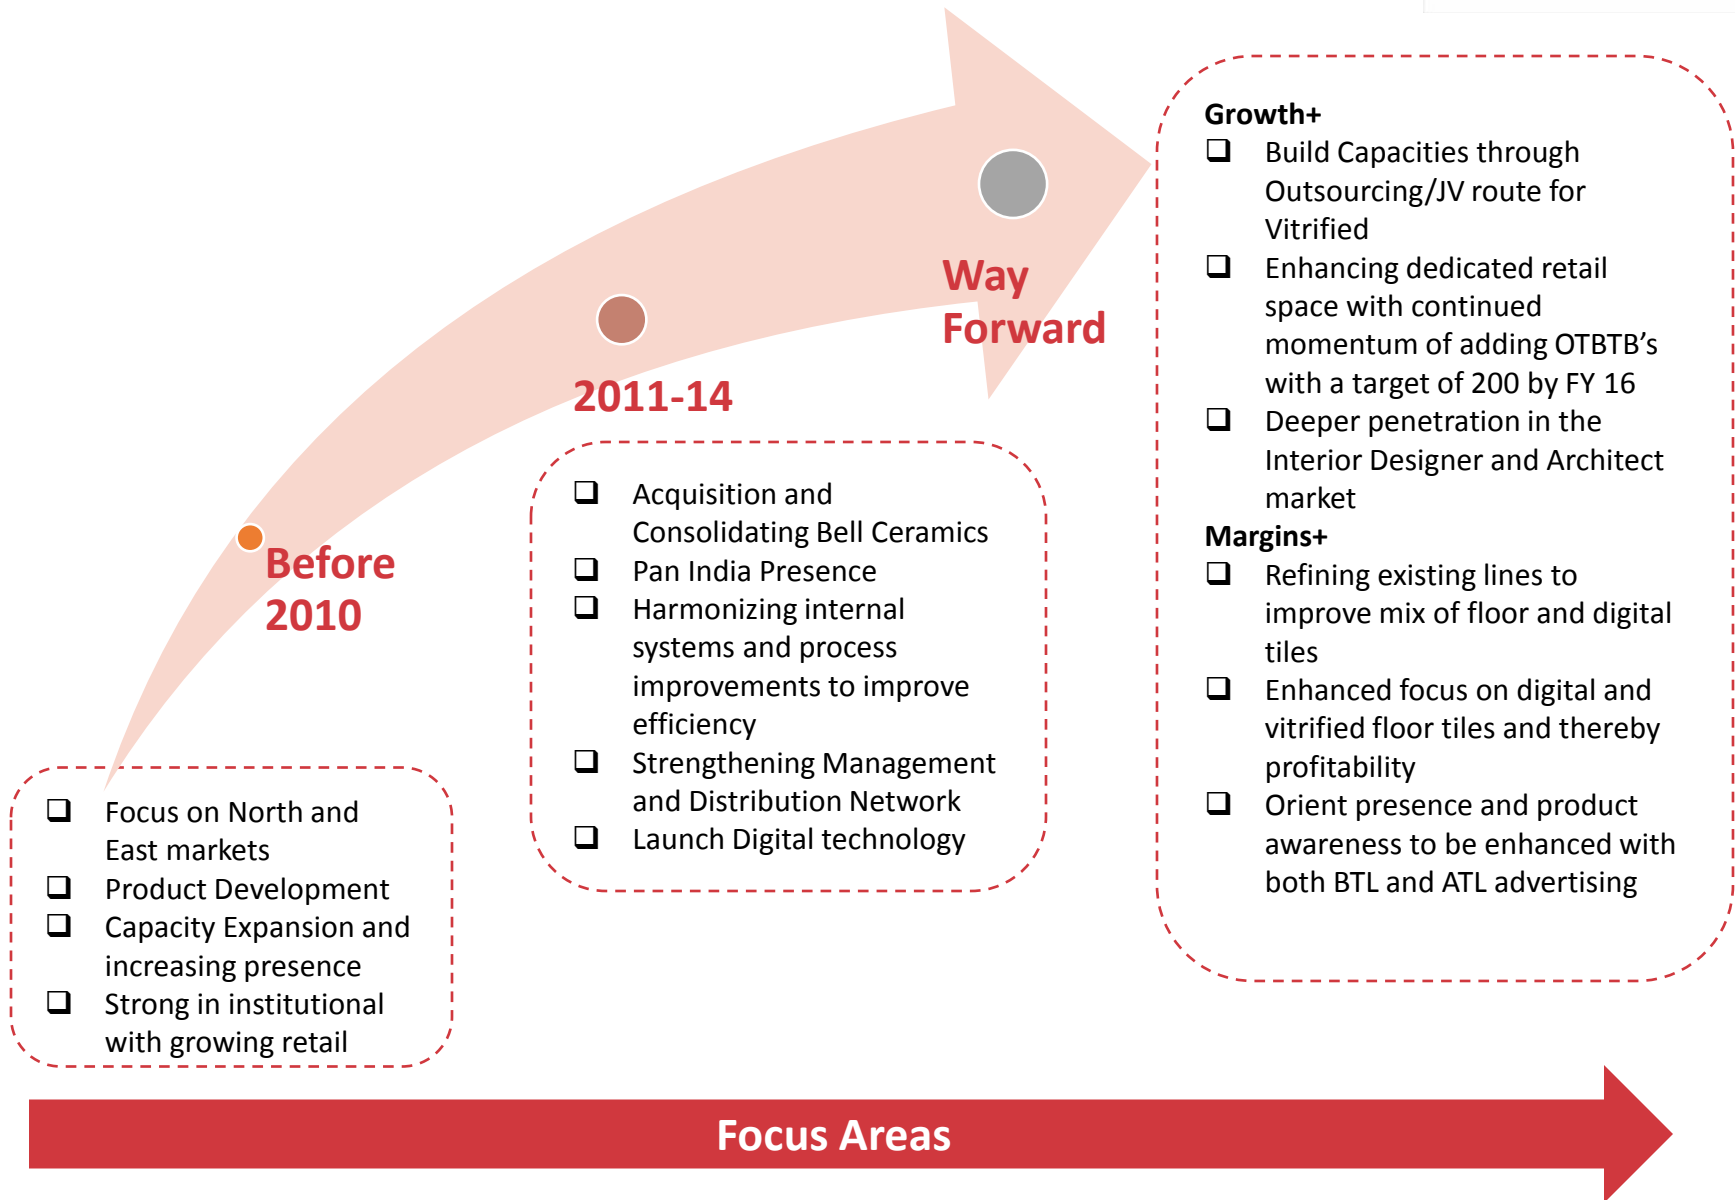 Before
2010
❑ Focus on North and
East markets
❑ Product Development
❑ Capacity Expansion and
increasing presence
❑ Strong in institutional
with growing retail
2011-14
❑ Acquisition and
Consolidating Bell Ceramics
❑ Pan India Presence
❑ Harmonizing internal
systems and process
improvements to improve
efficiency
❑ Strengthening Management
and Distribution Network
❑ Launch Digital technology
Way
Forward
Growth+
❑ Build Capacities through
Outsourcing/JV route for
Vitrified
❑ Enhancing dedicated retail
space with continued
momentum of adding OTBTB’s
with a target of 200 by FY 16
❑ Deeper penetration in the
Interior Designer and Architect
market
Margins+
❑ Refining existing lines to
improve mix of floor and digital
tiles
❑ Enhanced focus on digital and
vitrified floor tiles and thereby
profitability
❑ Orient presence and product
awareness to be enhanced with
both BTL and ATL advertising
Focus Areas